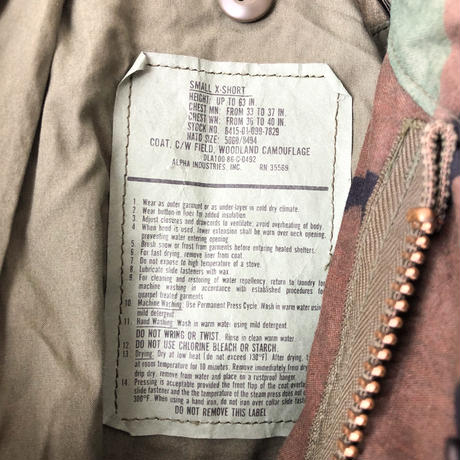 SMALL X-SHORT
HEIGHT: UP TO 63 IN.
CHEST MN: FROM 33 TO 37 IN.
CHEST WN: FROM 36 TO 40 IN.
STOCK NO. 8415-01-099-7829
NATO SIZE: 5060/8494
COAT, C/W FIELD, WOODLAND CAMOUFLAGE
DLA100-86-C-0492
ALPHA INDUSTRIES, INC. RN 35569
1. Wear as outer garment or as under-layer in cold dry climate.
2. Wear button-in liner for added insulation.
3. Adjust closures and drawcords to ventilate, avoid overheating of body
4. When hood is used, lower extension shall be worn over neck opening,
preventing water entering opening
5. Brush snow or frost from garments before entering heated shelters.
6. For fast drying, remove liner from coat.
7. Do not expose to high temperature of a stove.
8. Lubricate slide fasteners with wax.
9. For cleaning and restoring of water repellency, return to laundry for
machine washing in accordance with established procedures for
quarpel treated garments
10. Machine Washing: Use Permanent Press Cycle. Wash in warm water using
mild detergent
11. Hand Washing: Wash in warm water using mild detergent.
DO NOT WRING OR TWIST. Rinse in clean warm water.
12. DO NOT USE CHLORINE BLEACH OR STARCH.
13. Drying: Dry at low heat (do not exceed 130°F). After drying,
at room temperature for 10 minutes. Remove immediately from
drip dry, remove from water and place on a rustproof hanger.
14. Pressing is acceptable provided the front flap of the coat
slide fastener and the the temperature of the steam press does not
300°F. When using a hand iron, do not iron over collar slide
DO NOT REMOVE THIS LABEL